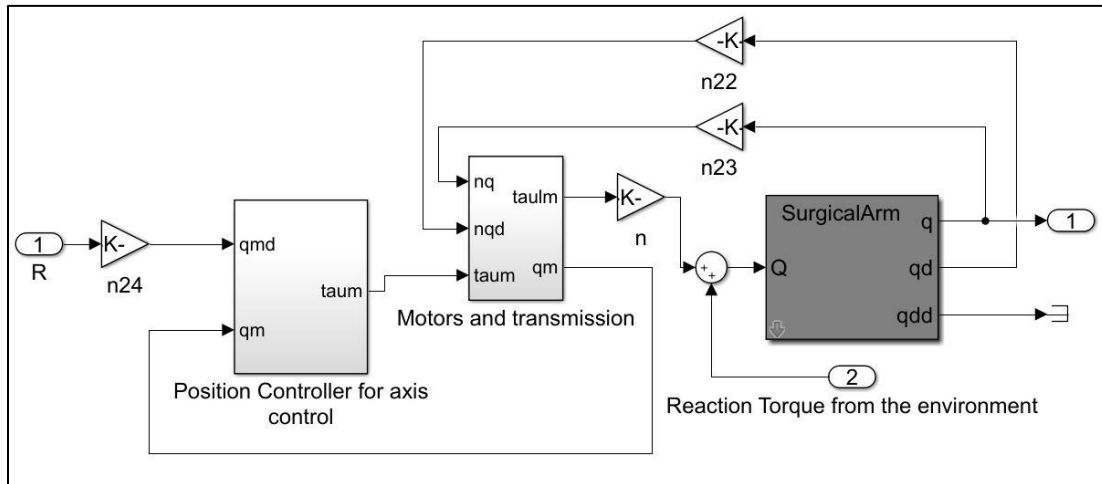 -K-
n22
-K-
n23
nq
nqd
taum
taulm
qm
Motors and transmission
K-
n
SurgicalArm
Q
q
qd
qdd
1
1
R
K-
n24
qmd
qm
taum
Position Controller for axis
control
+
+
2
Reaction Torque from the environment